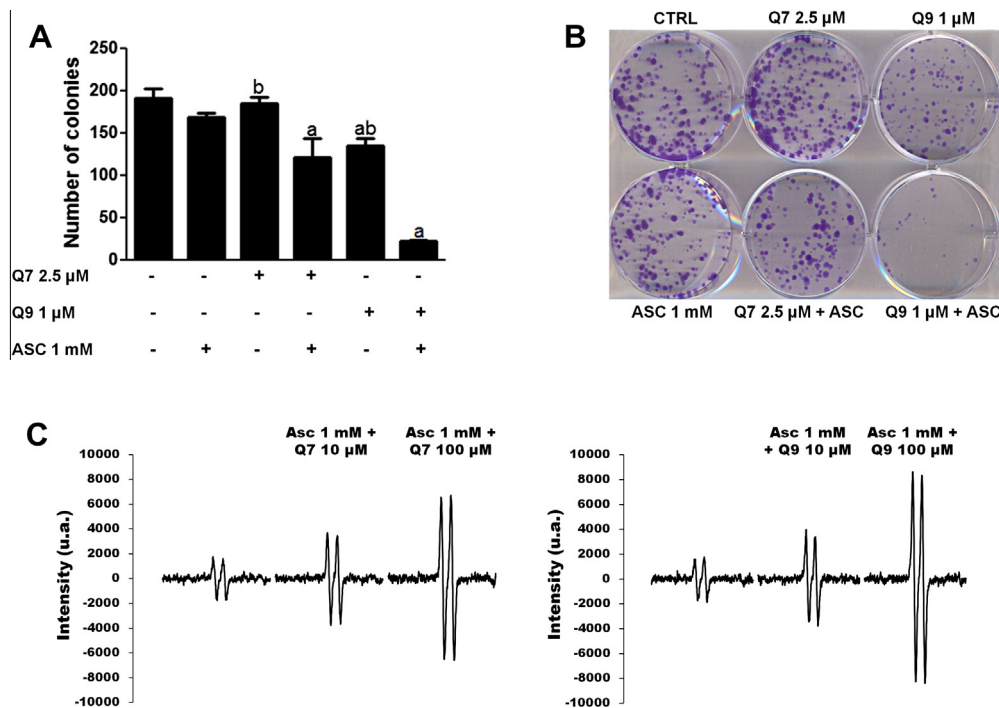 A
Number of colonies
250
200
150
100
50
0
b
a
ab
a
Q7 2.5 µM - - + + - -
Q9 1 µM - - - - + +
ASC 1 mM - + - + - +
B
CTRL Q7 2.5 µM Q9 1 µM
ASC 1 mM Q7 2.5 µM + ASC Q9 1 µM + ASC
C
Intensity (u.a.)
10000
8000
6000
4000
2000
0
-2000
-4000
-6000
-8000
-10000
Asc 1 mM +
Q7 10 µM
Asc 1 mM +
Q7 100 µM
Intensity (u.a.)
10000
8000
6000
4000
2000
0
-2000
-4000
-6000
-8000
-10000
Asc 1 mM
+ Q9 10 µM
Asc 1 mM +
Q9 100 µM